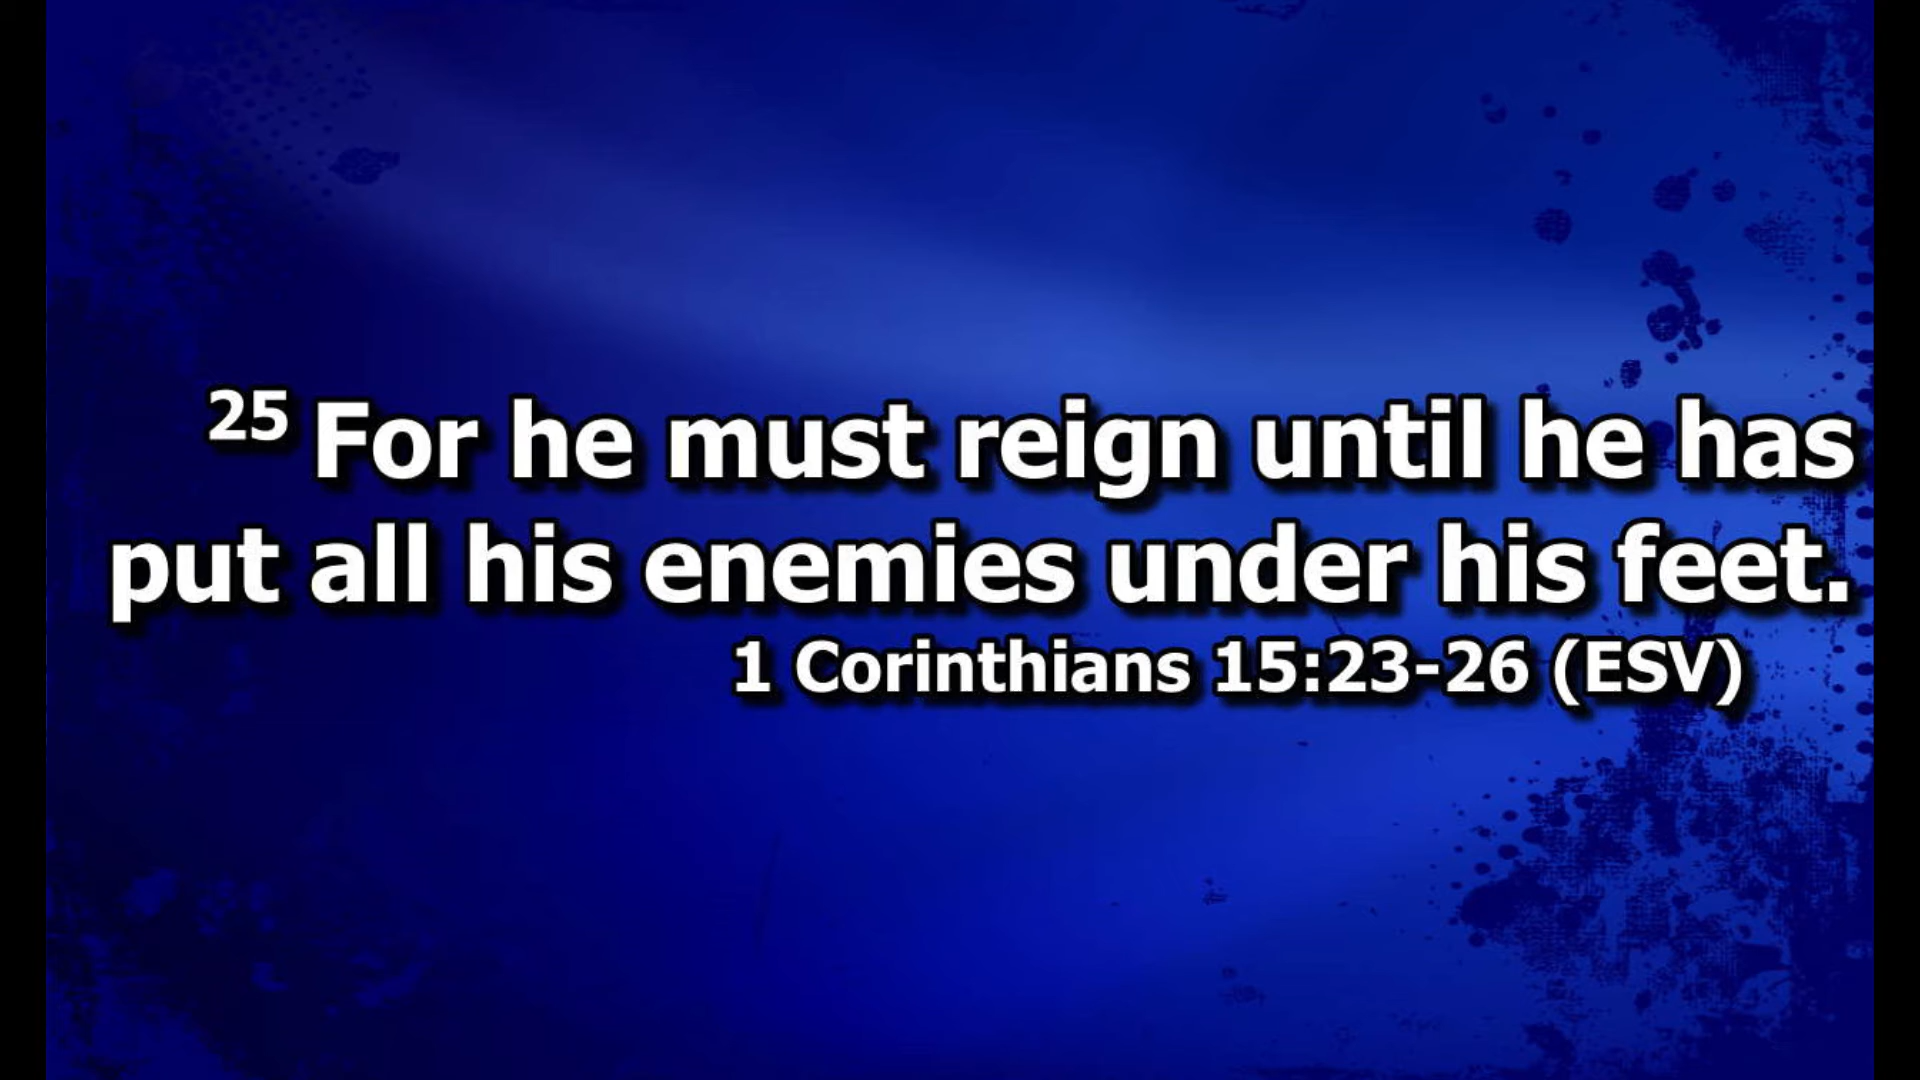 25 For he must reign until he has
put all his enemies under his feet.
1 Corinthians 15:23-26 (ESV)